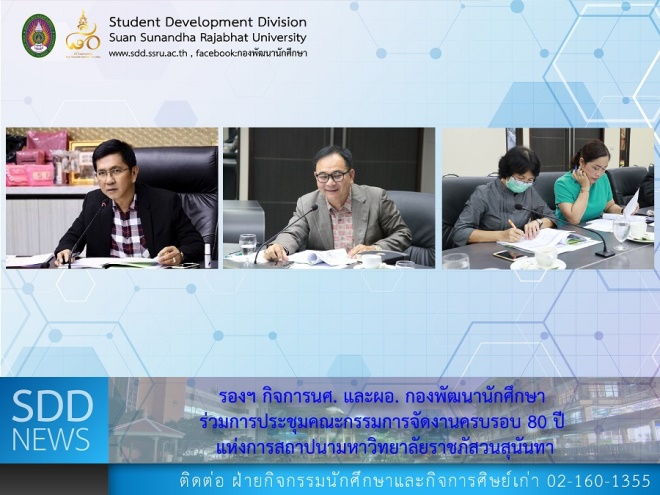 Student Development Division
Suan Sunandha Rajabhat University
www.sdd.ssru.ac.th , facebook:กองพัฒนานักศึกษา
SDD
NEWS
รองฯ กิจการนศ. และผอ. กองพัฒนานักศึกษา
ร่วมการประชุมคณะกรรมการจัดงานครบรอบ 80 ปี
แห่งการสถาปนามหาวิทยาลัยราชภัสวนสุนันทา
ติดต่อ ฝ่ายกิจกรรมนักศึกษาและกิจการศิษย์เก่า 02-160-1355